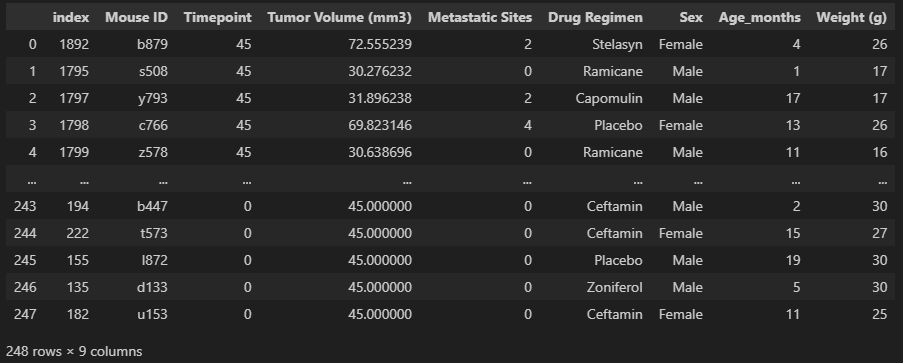 index Mouse ID Timepoint Tumor Volume (mm3) Metastatic Sites Drug Regimen Sex Age_months Weight (g)
0 1892 b879 45 72.555239 2 Stelasyn Female 4 26
1 1795 s508 45 30.276232 0 Ramicane Male 1 17
2 1797 y793 45 31.896238 2 Capomulin Male 17 17
3 1798 c766 45 69.823146 4 Placebo Female 13 26
4 1799 z578 45 30.638696 0 Ramicane Male 11 16
... ... ... ... ... ... ... ... ... ...
243 194 b447 0 45.000000 0 Ceftamin Male 2 30
244 222 t573 0 45.000000 0 Ceftamin Female 15 27
245 155 l872 0 45.000000 0 Placebo Male 19 30
246 135 d133 0 45.000000 0 Zoniferol Male 5 30
247 182 u153 0 45.000000 0 Ceftamin Female 11 25
248 rows × 9 columns